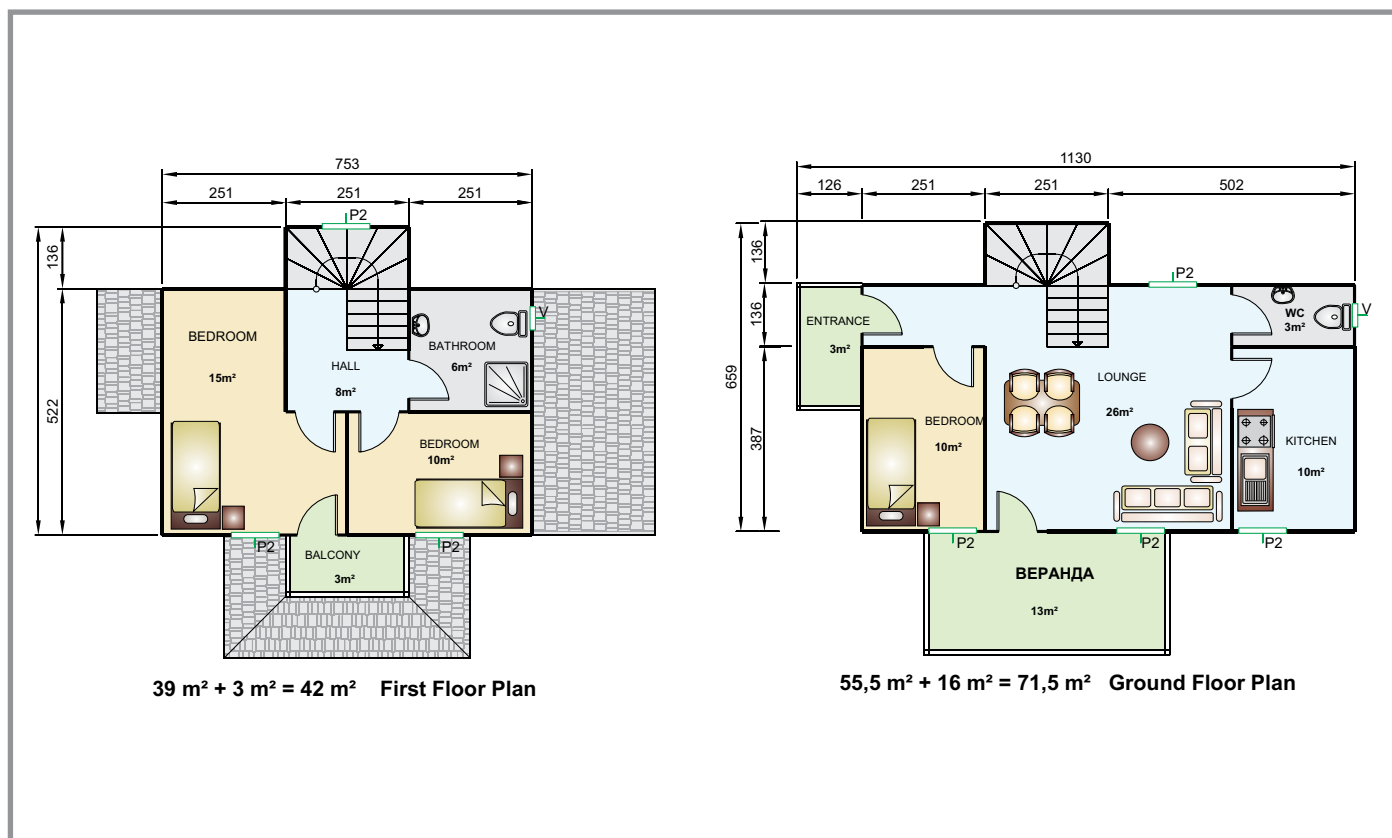 753
251 251 251
P2
136
522
BEDROOM
15m²
HALL
8m²
BATHROOM
6m²
V
BEDROOM
10m²
P2
BALCONY
3m²
P2
39 m² + 3 m² = 42 m² First Floor Plan
1130
126 251 251 502
659
136
136
387
P2
ENTRANCE
3m²
WC
3m²
V
BEDROOM
10m²
LOUNGE
26m²
KITCHEN
10m²
P2
P2
P2
ВЕРАНДА
13m²
55,5 m² + 16 m² = 71,5 m² Ground Floor Plan